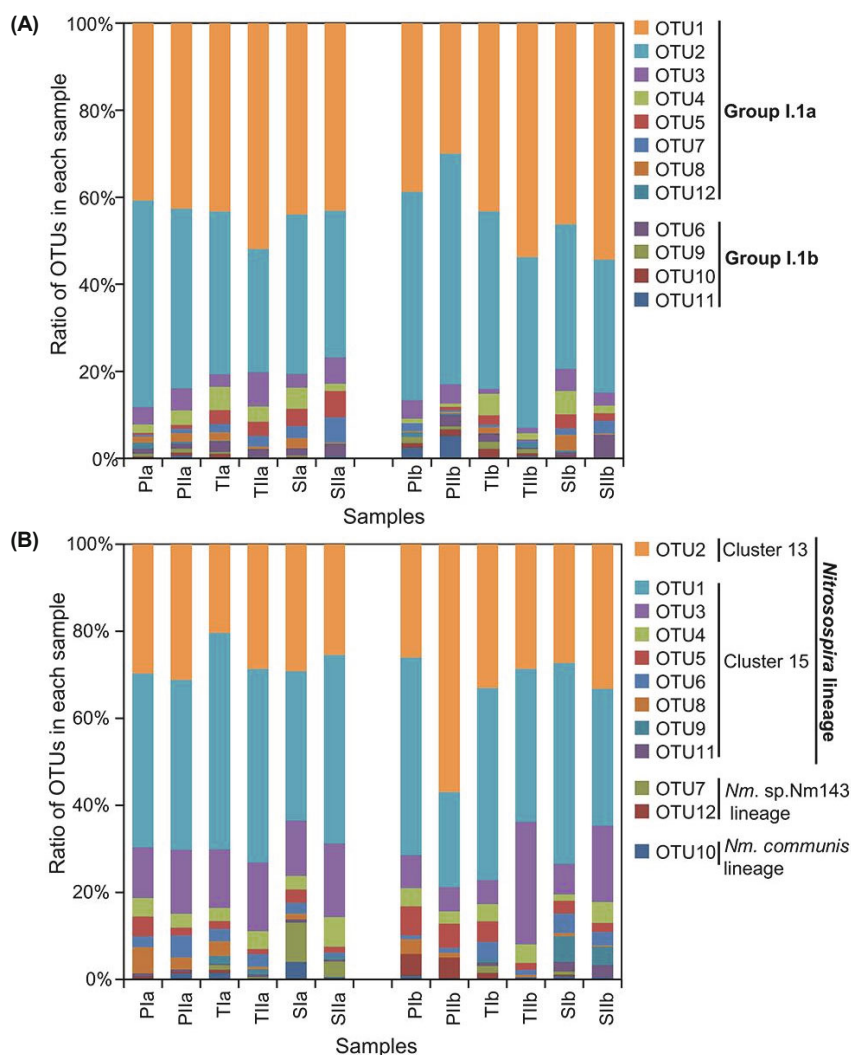 (A)
100%
80%
60%
40%
20%
0%
Ratio of OTUs in each sample
PIa
PIIa
TIa
TIIa
SIa
SIIa
PIb
PIIb
TIb
TIIb
SIb
SIIb
Samples
OTU1
OTU2
OTU3
OTU4
OTU5
OTU7
OTU8
OTU12
Group I.1a
OTU6
OTU9
OTU10
OTU11
Group I.1b
(B)
100%
80%
60%
40%
20%
0%
Ratio of OTUs in each sample
PIa
PIIa
TIa
TIIa
SIa
SIIa
PIb
PIIb
TIb
TIIb
SIb
SIIb
Samples
OTU2
Cluster 13
OTU1
OTU3
OTU4
OTU5
OTU6
OTU8
OTU9
OTU11
Cluster 15
Nitrosospira lineage
OTU7
OTU12
Nm. sp.Nm143
lineage
OTU10
Nm. communis
lineage